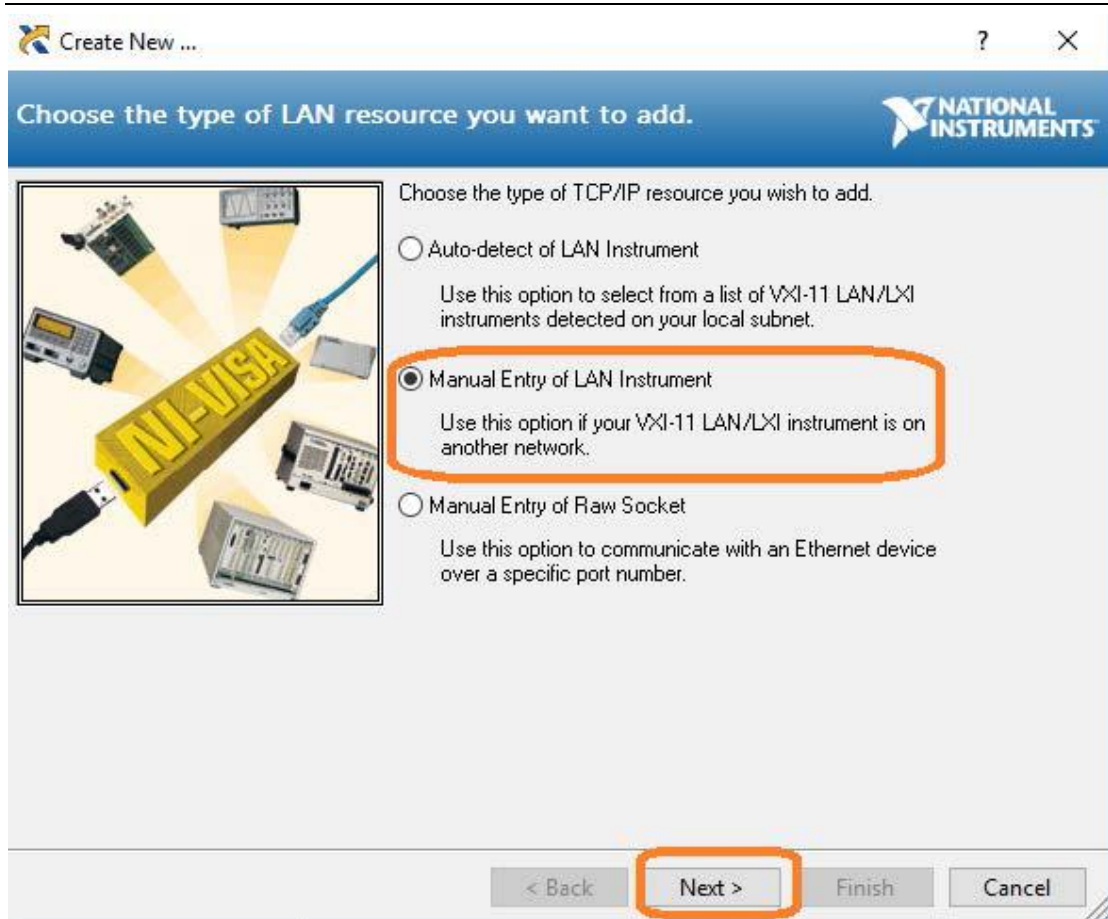 Create New ...
?
Choose the type of LAN resource you want to add.
NATIONAL
INSTRUMENTS
NI-VISA
Choose the type of TCP/IP resource you wish to add.
Auto-detect of LAN Instrument
Use this option to select from a list of VXI-11 LAN/LXI
instruments detected on your local subnet.
Manual Entry of LAN Instrument
Use this option if your VXI-11 LAN/LXI instrument is on
another network.
Manual Entry of Raw Socket
Use this option to communicate with an Ethernet device
over a specific port number.
< Back Next > Finish Cancel